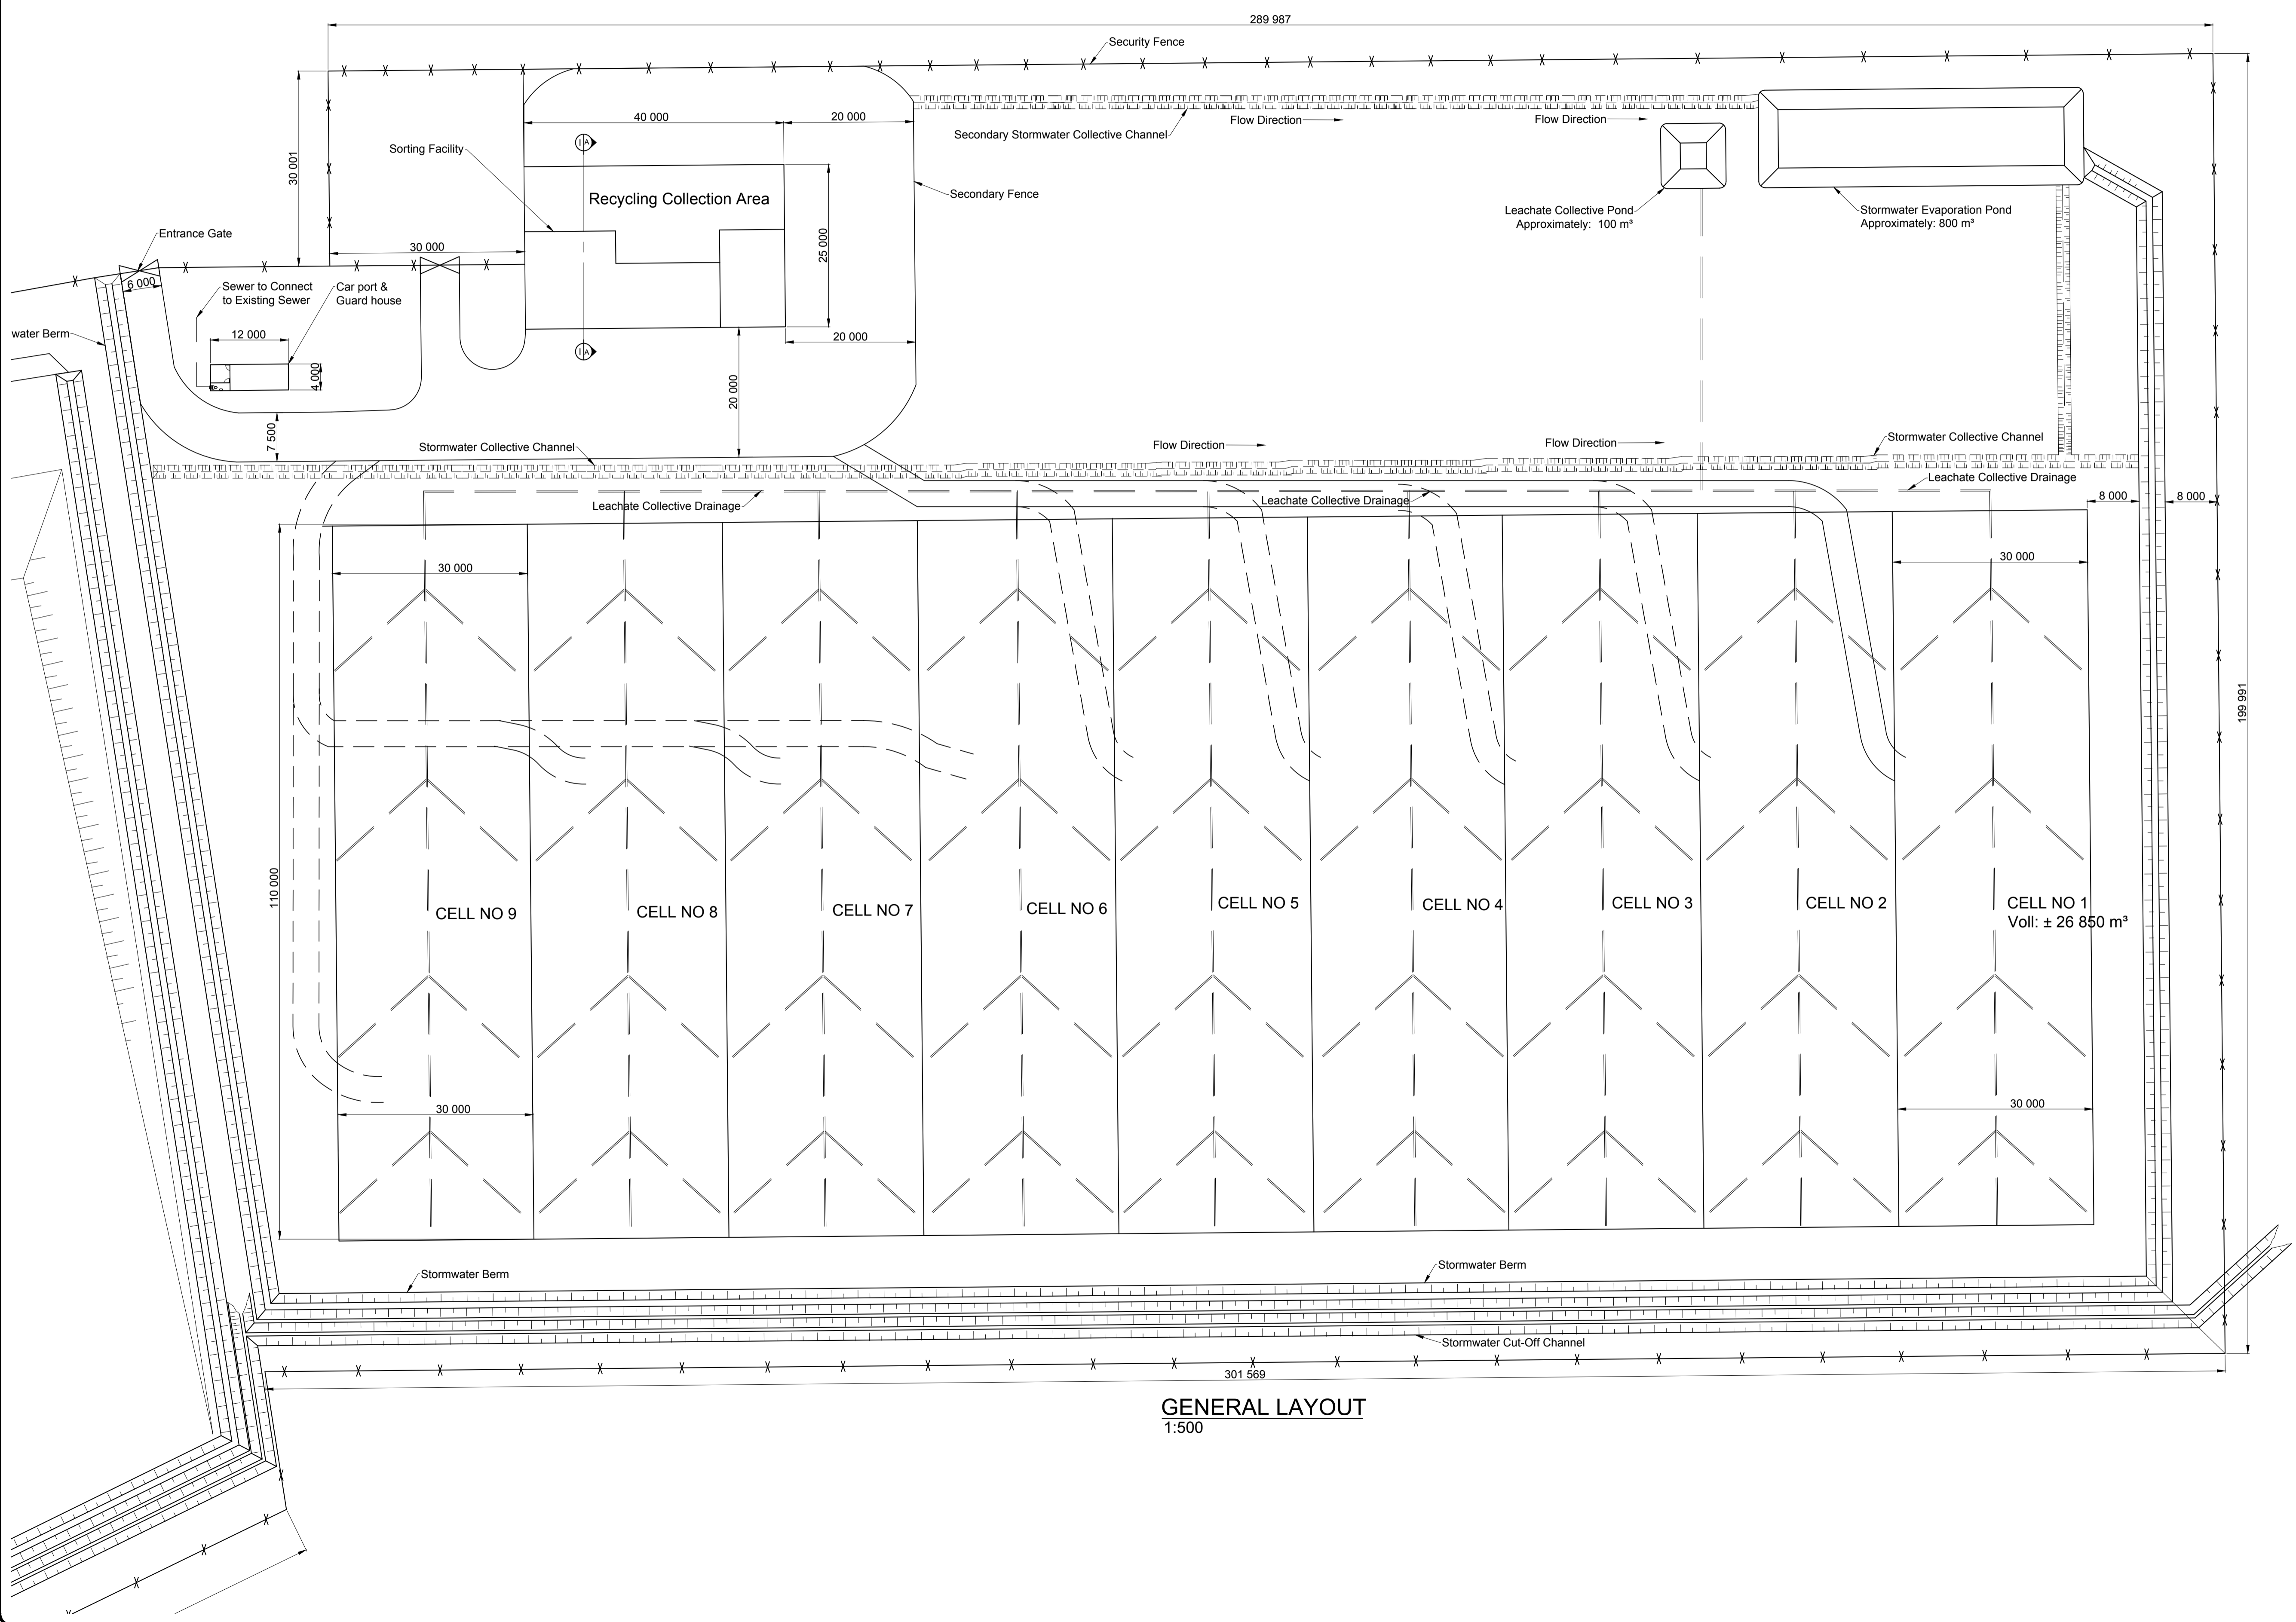 289 987
Security Fence
40 000
20 000
Secondary Stormwater Collective Channel
Flow Direction
Flow Direction
Sorting Facility
30 001
A
Recycling Collection Area
Secondary Fence
Leachate Collective Pond
Approximately: 100 m³
Stormwater Evaporation Pond
Approximately: 800 m³
Entrance Gate
30 000
25 000
6 000
Sewer to Connect
to Existing Sewer
Car port &
Guard house
water Berm
12 000
4 000
20 000
A
20 000
7 500
Stormwater Collective Channel
Flow Direction
Flow Direction
Stormwater Collective Channel
Leachate Collective Drainage
Leachate Collective Drainage
Leachate Collective Drainage
8 000
8 000
30 000
30 000
199 991
110 000
CELL NO 9
CELL NO 8
CELL NO 7
CELL NO 6
CELL NO 5
CELL NO 4
CELL NO 3
CELL NO 2
CELL NO 1
Voll: ± 26 850 m³
30 000
30 000
Stormwater Berm
Stormwater Berm
Stormwater Cut-Off Channel
301 569
GENERAL LAYOUT
1:500